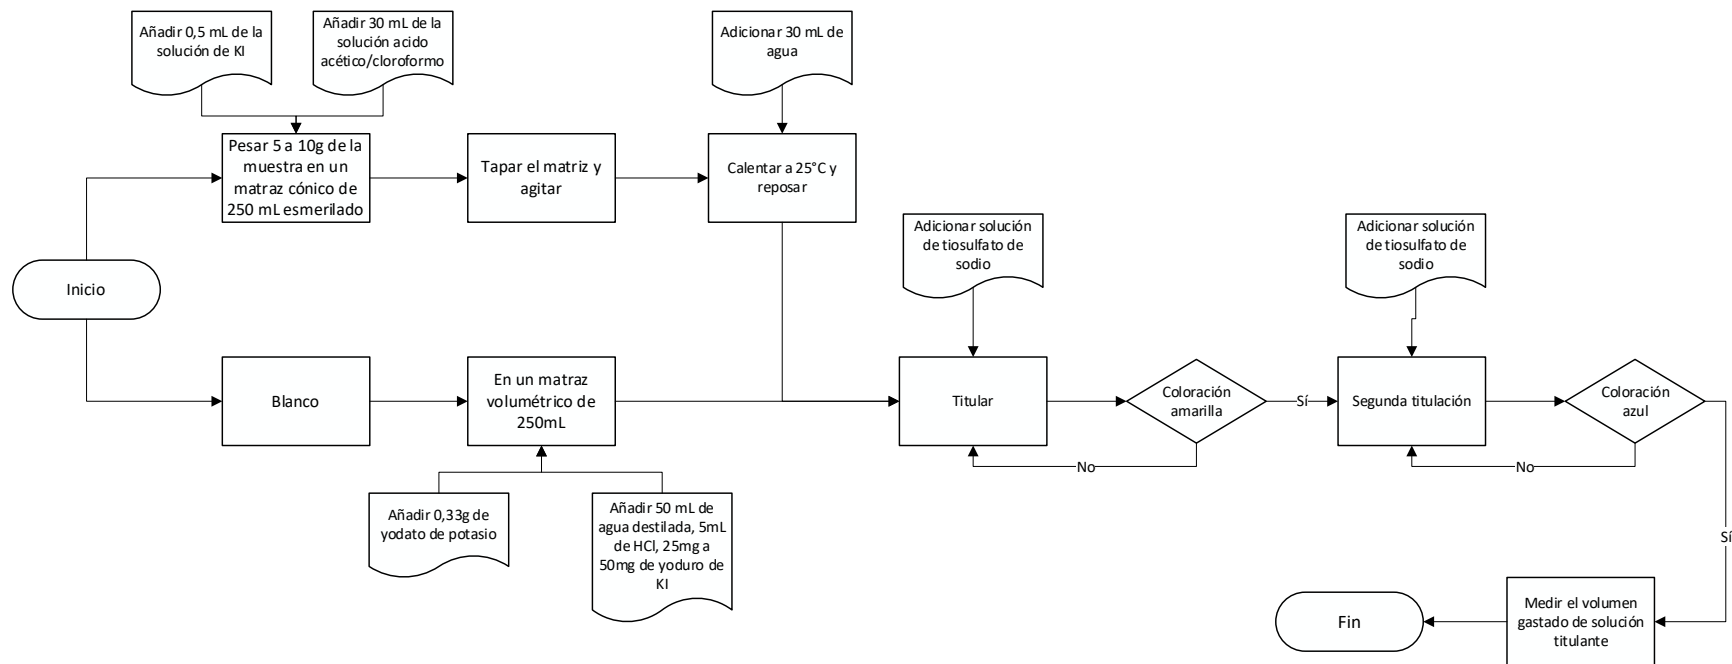 Añadir 0,5 mL de la
solución de KI
Añadir 30 mL de la
solución acido
acético/cloroformo
Adicionar 30 mL de
agua
Pesar 5 a 10g de la
muestra en un
matraz cónico de
250 mL esmerilado
Tapar el matriz y
agitar
Calentar a 25°C y
reposar
Adicionar solución
de tiosulfato de
sodio
Adicionar solución
de tiosulfato de
sodio
Inicio
Blanco
En un matraz
volumétrico de
250mL
Titular
Coloración
amarilla
Sí
Segunda titulación
Coloración
azul
No
No
Añadir 0,33g de
yodato de potasio
Añadir 50 mL de
agua destilada, 5mL
de HCl, 25mg a
50mg de yoduro de
KI
Sí
Fin
Medir el volumen
gastado de solución
titulante